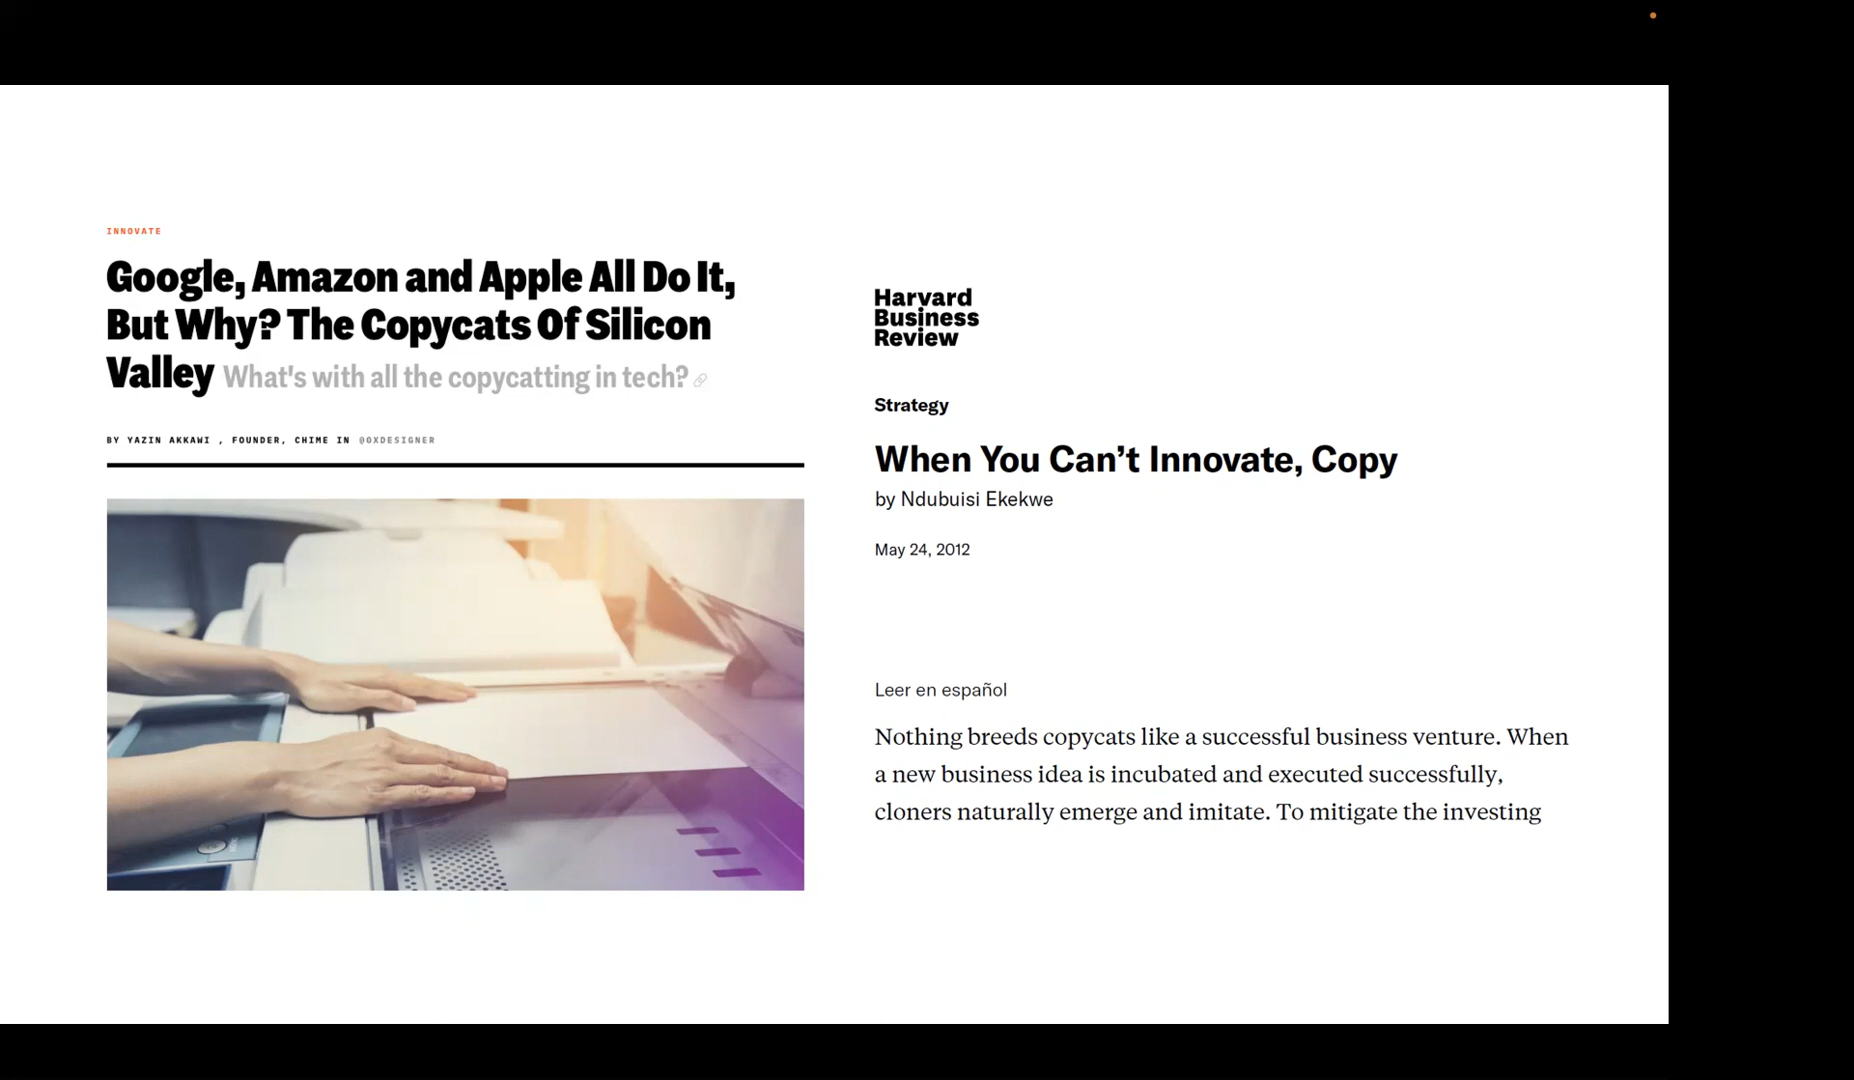 INNOVATE
Google, Amazon and Apple All Do It,
But Why? The Copycats Of Silicon
Valley What's with all the copycatting in tech?
BY YAZIN AKKAWI , FOUNDER, CHIME IN @0XDESIGNER
Harvard
Business
Review
Strategy
When You Can’t Innovate, Copy
by Ndubuisi Ekekwe
May 24, 2012
Leer en español
Nothing breeds copycats like a successful business venture. When
a new business idea is incubated and executed successfully,
cloners naturally emerge and imitate. To mitigate the investing